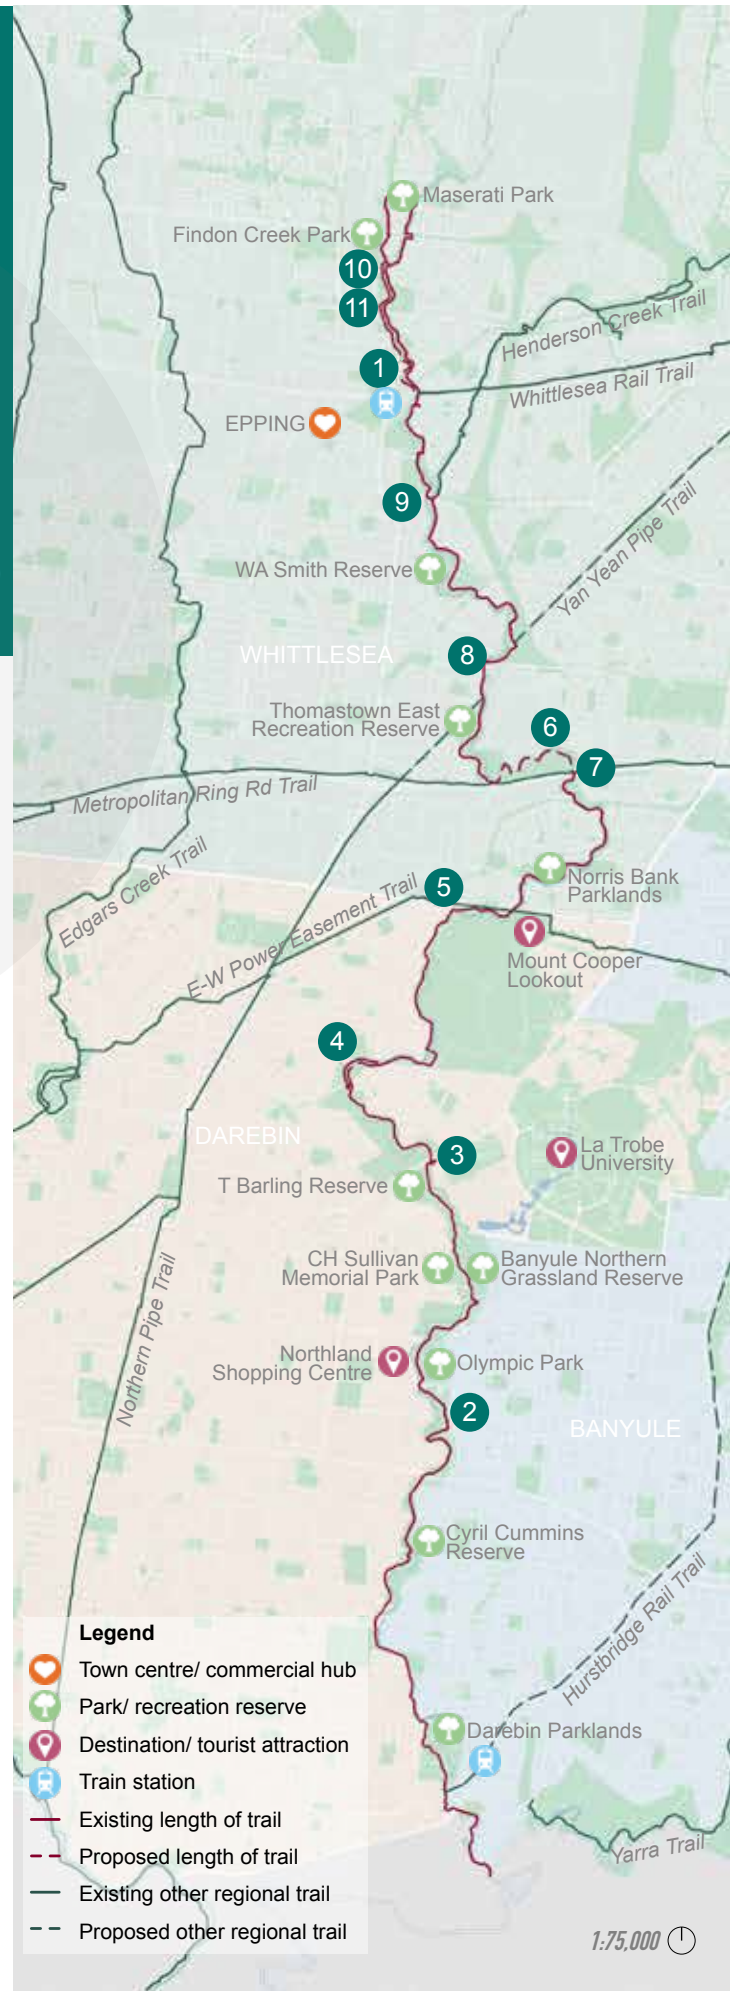 Maserati Park
Findon Creek Park
10
11
Henderson Creek Trail
1
Whittlesea Rail Trail
EPPING
9
Yan Yean Pipe Trail
WA Smith Reserve
WHITTLESEA
8
Thomastown East
Recreation Reserve
6
7
Metropolitan Ring Rd Trail
Edgars Creek Trail
Norris Bank
Parklands
5
E-W Power Easement Trail
Mount Cooper
Lookout
4
DAREBIN
3
La Trobe
University
T Barling Reserve
CH Sullivan
Memorial Park
Banyule Northern
Grassland Reserve
Northern Pipe Trail
Northland
Shopping Centre
Olympic Park
2
BANYULE
Cyril Cummins
Reserve
Hurstbridge Rail Trail
Legend
Town centre/ commercial hub
Park/ recreation reserve
Destination/ tourist attraction
Train station
Existing length of trail
Proposed length of trail
Existing other regional trail
Proposed other regional trail
Darebin Parklands
Yarra Trail
1:75,000